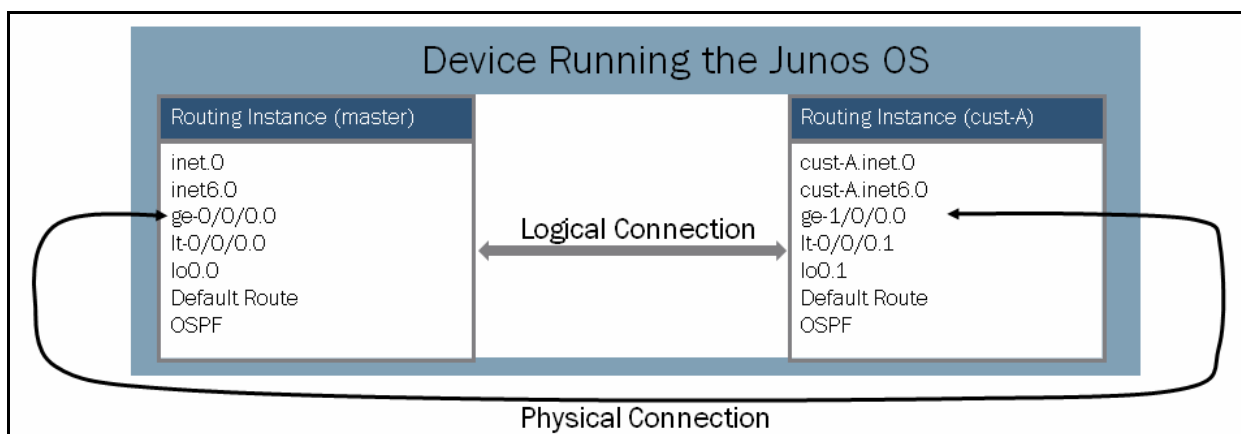 Device Running the Junos OS
Routing Instance (master)
inet.0
inet6.0
ge-0/0/0.0
lt-0/0/0.0
lo0.0
Default Route
OSPF
Logical Connection
Routing Instance (cust-A)
cust-A.inet.0
cust-A.inet6.0
ge-1/0/0.0
lt-0/0/0.1
lo0.1
Default Route
OSPF
Physical Connection